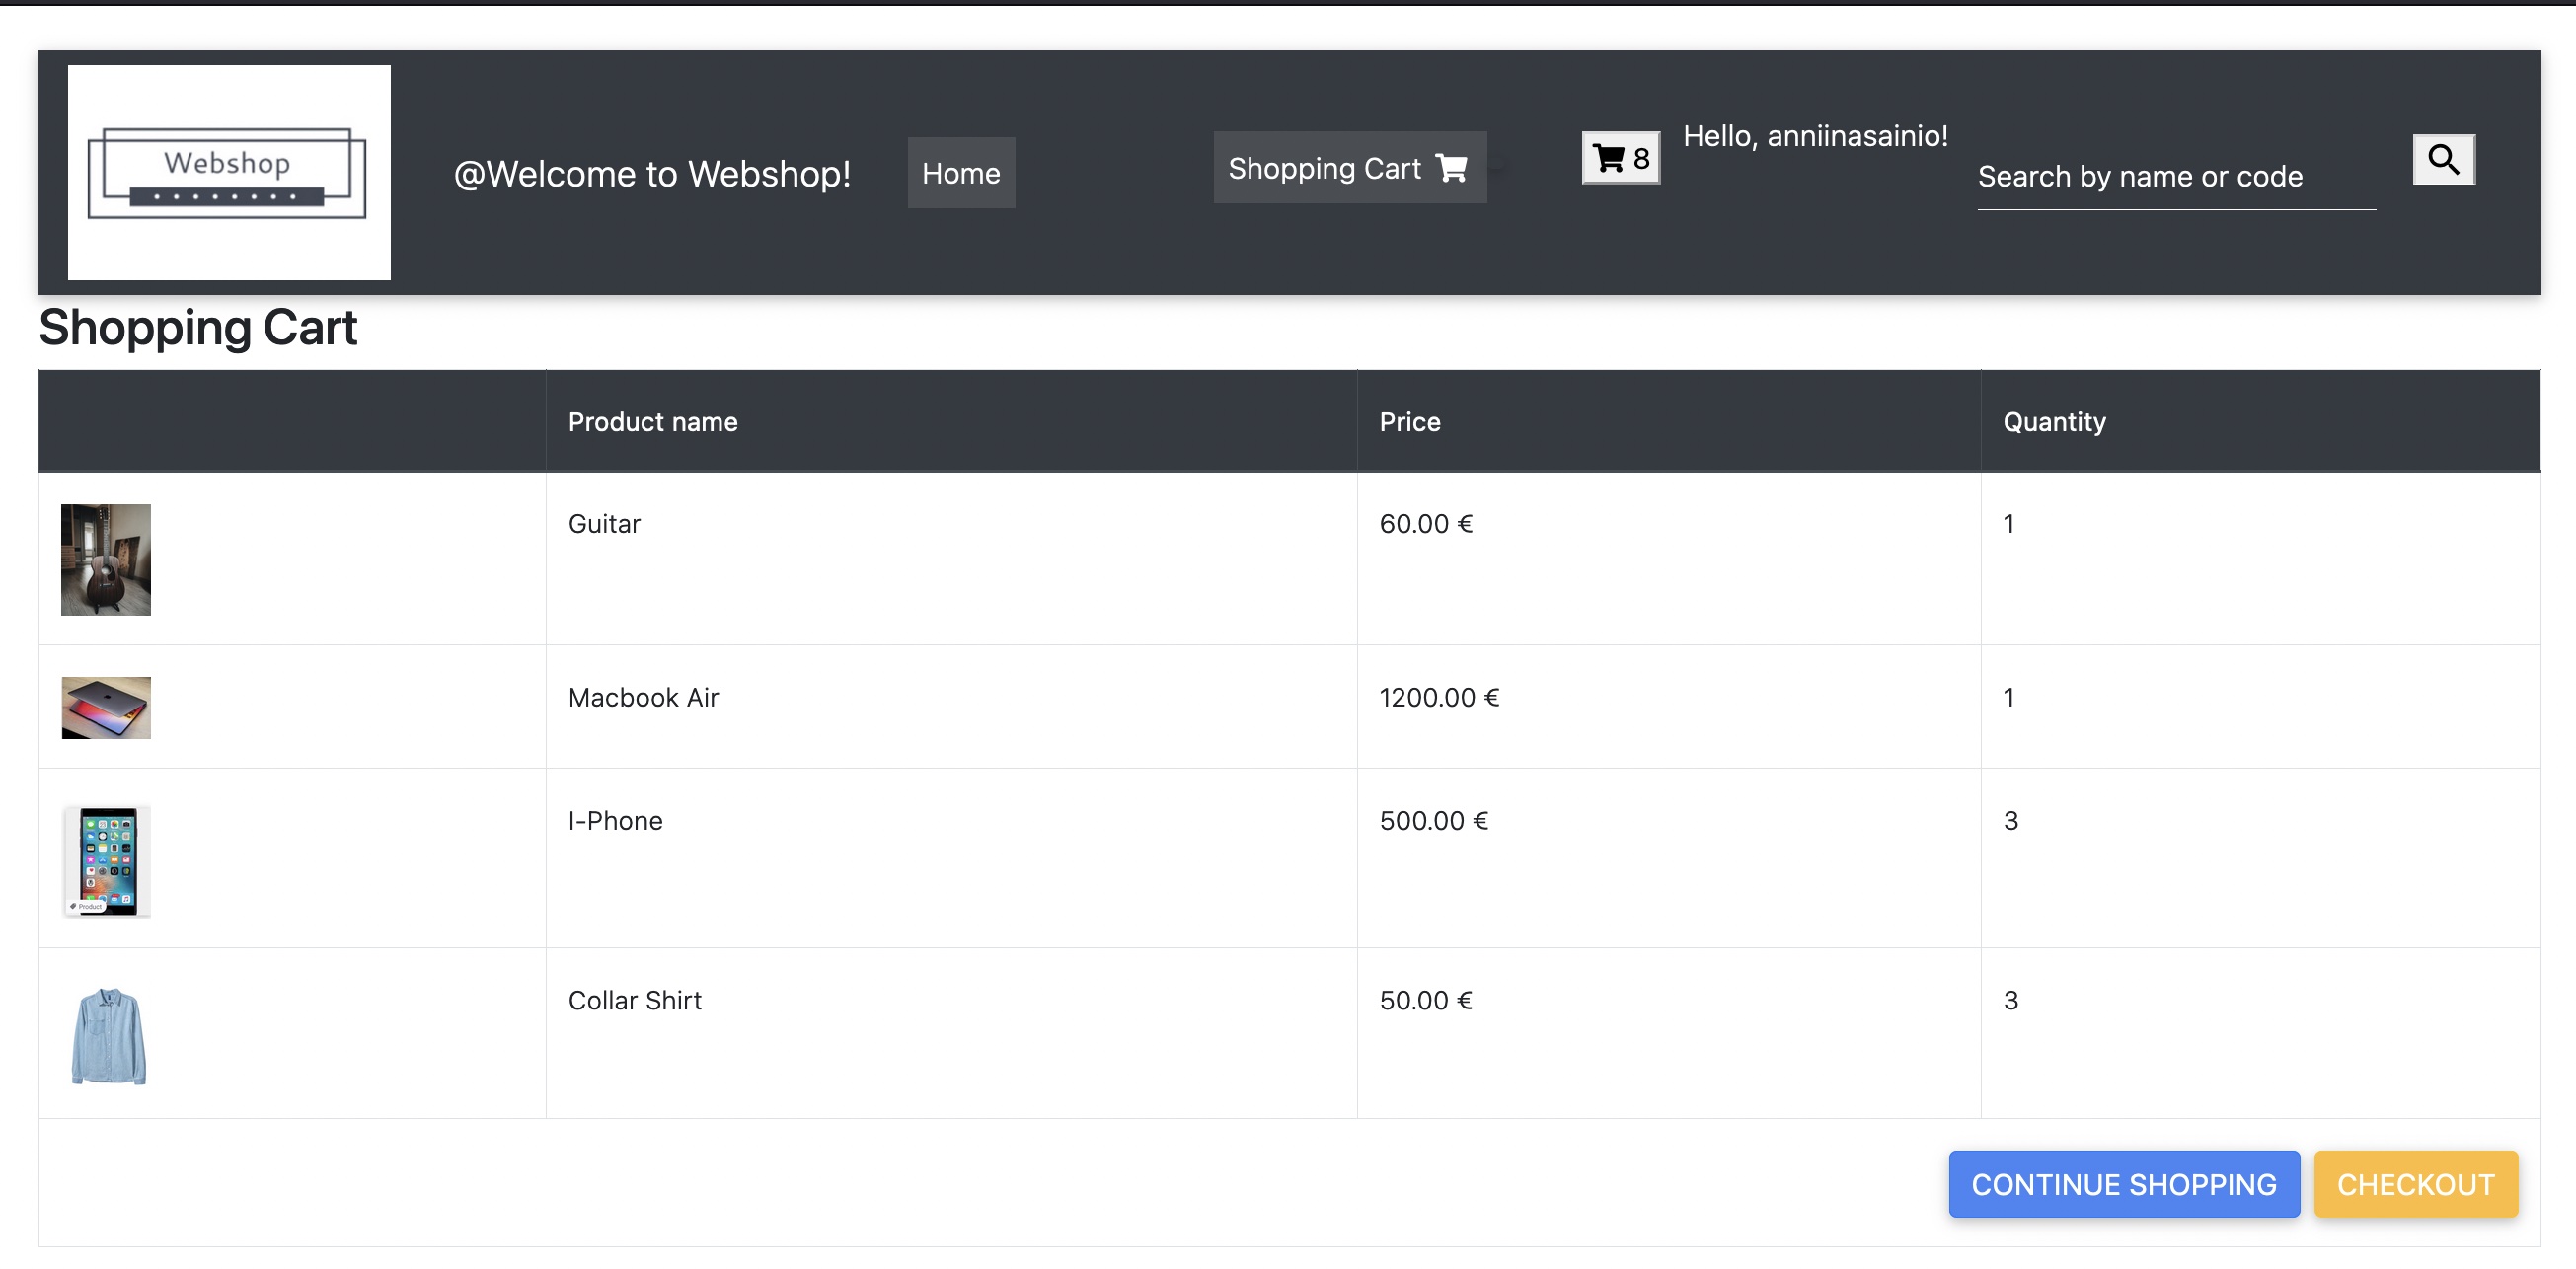 Webshop
@Welcome to Webshop!
Home
Shopping Cart
8
Hello, anniinasainio!
Search by name or code
Shopping Cart
Product name Price Quantity
Guitar 60.00 € 1
Macbook Air 1200.00 € 1
I-Phone 500.00 € 3
Product
Collar Shirt 50.00 € 3
CONTINUE SHOPPING CHECKOUT